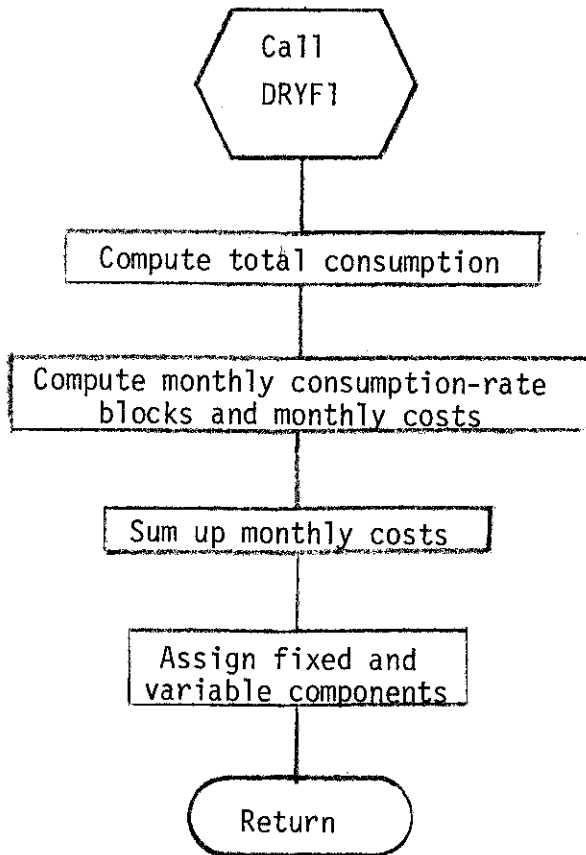 Call
DRYF1
Compute total consumption
Compute monthly consumption-rate
blocks and monthly costs
Sum up monthly costs
Assign fixed and
variable components
Return